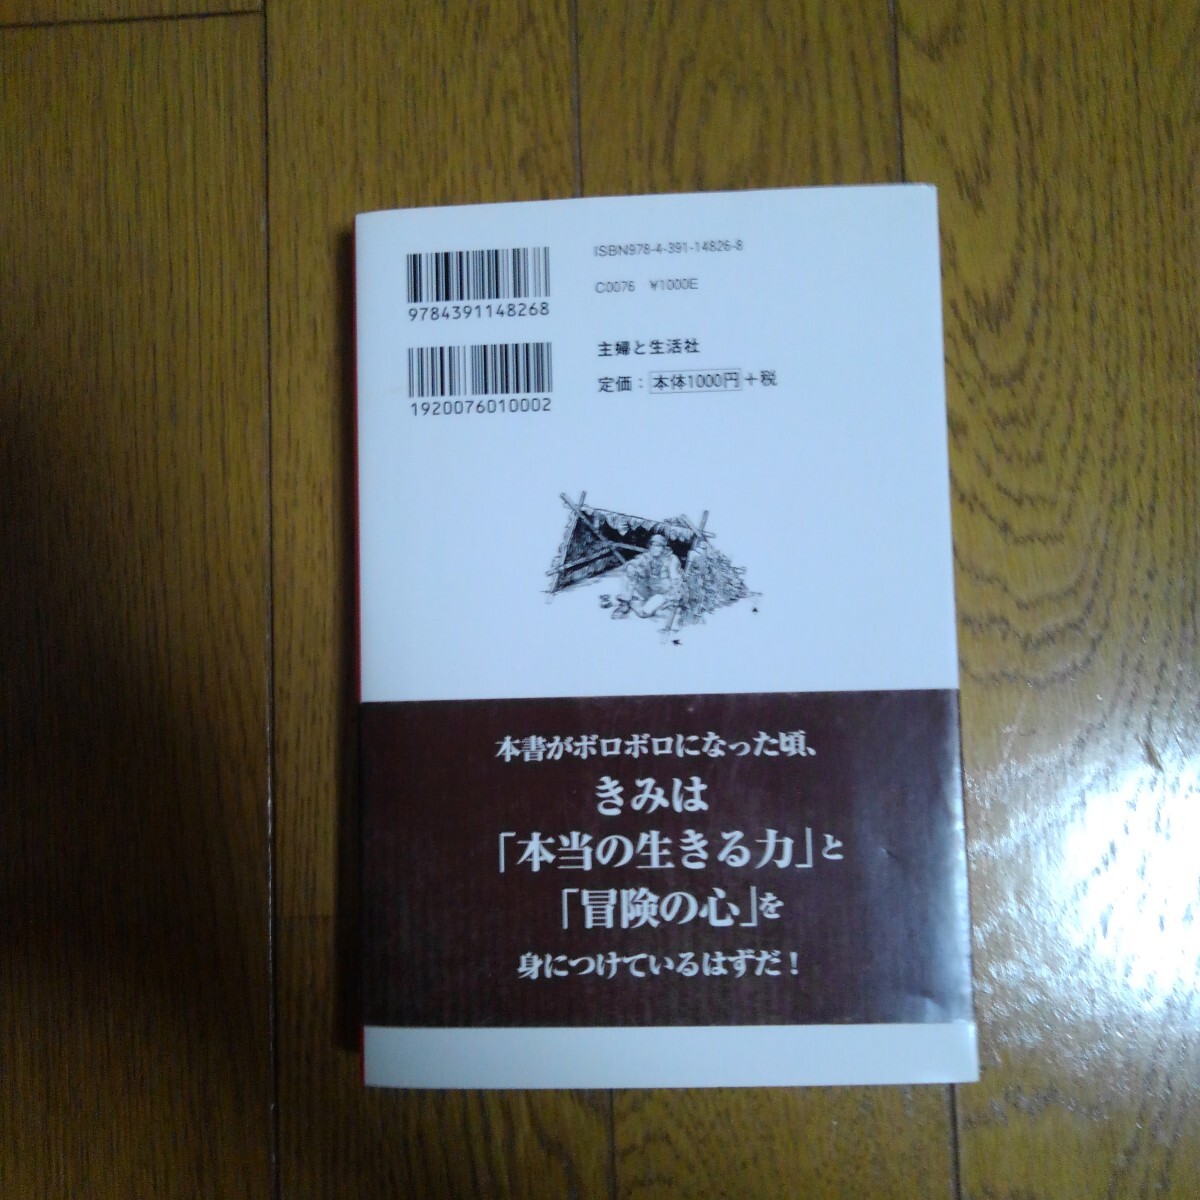 ISBN978-4-391-14826-8
9784391148268
C0076 ¥1000E
主婦と生活社
定価：本体1000円＋税
1920076010002
本書がボロボロになった頃、
きみは
「本当の生きる力」と
「冒険の心」を
身につけているはずだ！